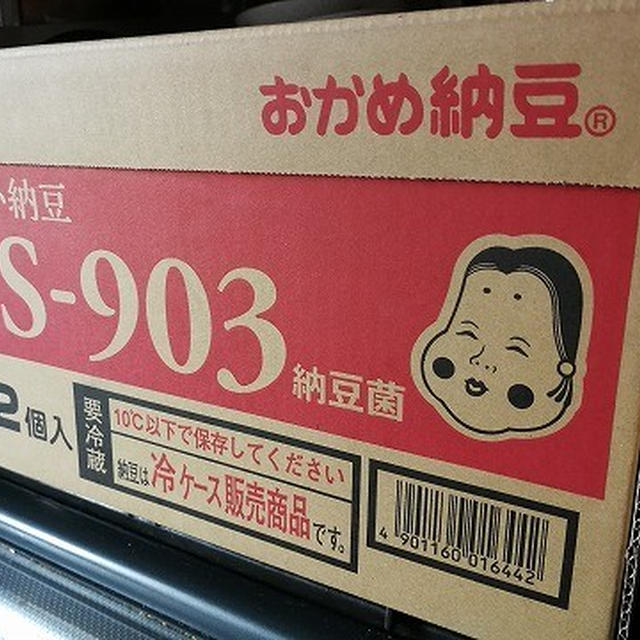 おかめ納豆®
納豆
S-903
納豆菌
2個入
要冷蔵
10℃以下で保存してください
納豆は冷ケース販売商品です。
4 901160 016442